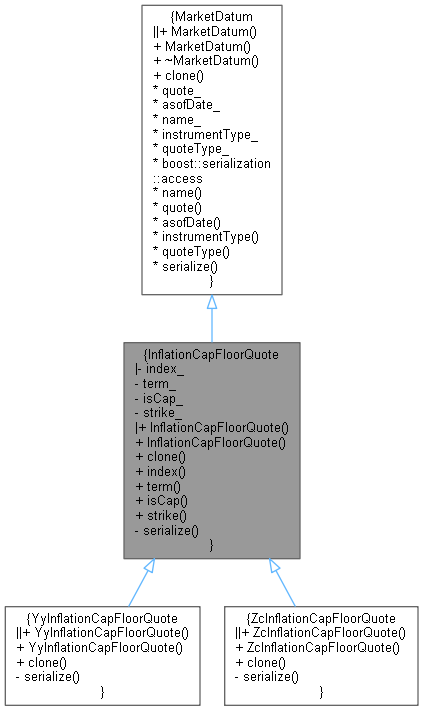 {MarketDatum
||+ MarketDatum()
+ MarketDatum()
+ ~MarketDatum()
+ clone()
* quote_
* asofDate_
* name_
* instrumentType_
* quoteType_
* boost::serialization
::access
* name()
* quote()
* asofDate()
* instrumentType()
* quoteType()
* serialize()
}
{InflationCapFloorQuote
|- index_
- term_
- isCap_
- strike_
|+ InflationCapFloorQuote()
+ InflationCapFloorQuote()
+ clone()
+ index()
+ term()
+ isCap()
+ strike()
- serialize()
}
{YyInflationCapFloorQuote
||+ YyInflationCapFloorQuote()
+ YyInflationCapFloorQuote()
+ clone()
- serialize()
}
{ZcInflationCapFloorQuote
||+ ZcInflationCapFloorQuote()
+ ZcInflationCapFloorQuote()
+ clone()
- serialize()
}